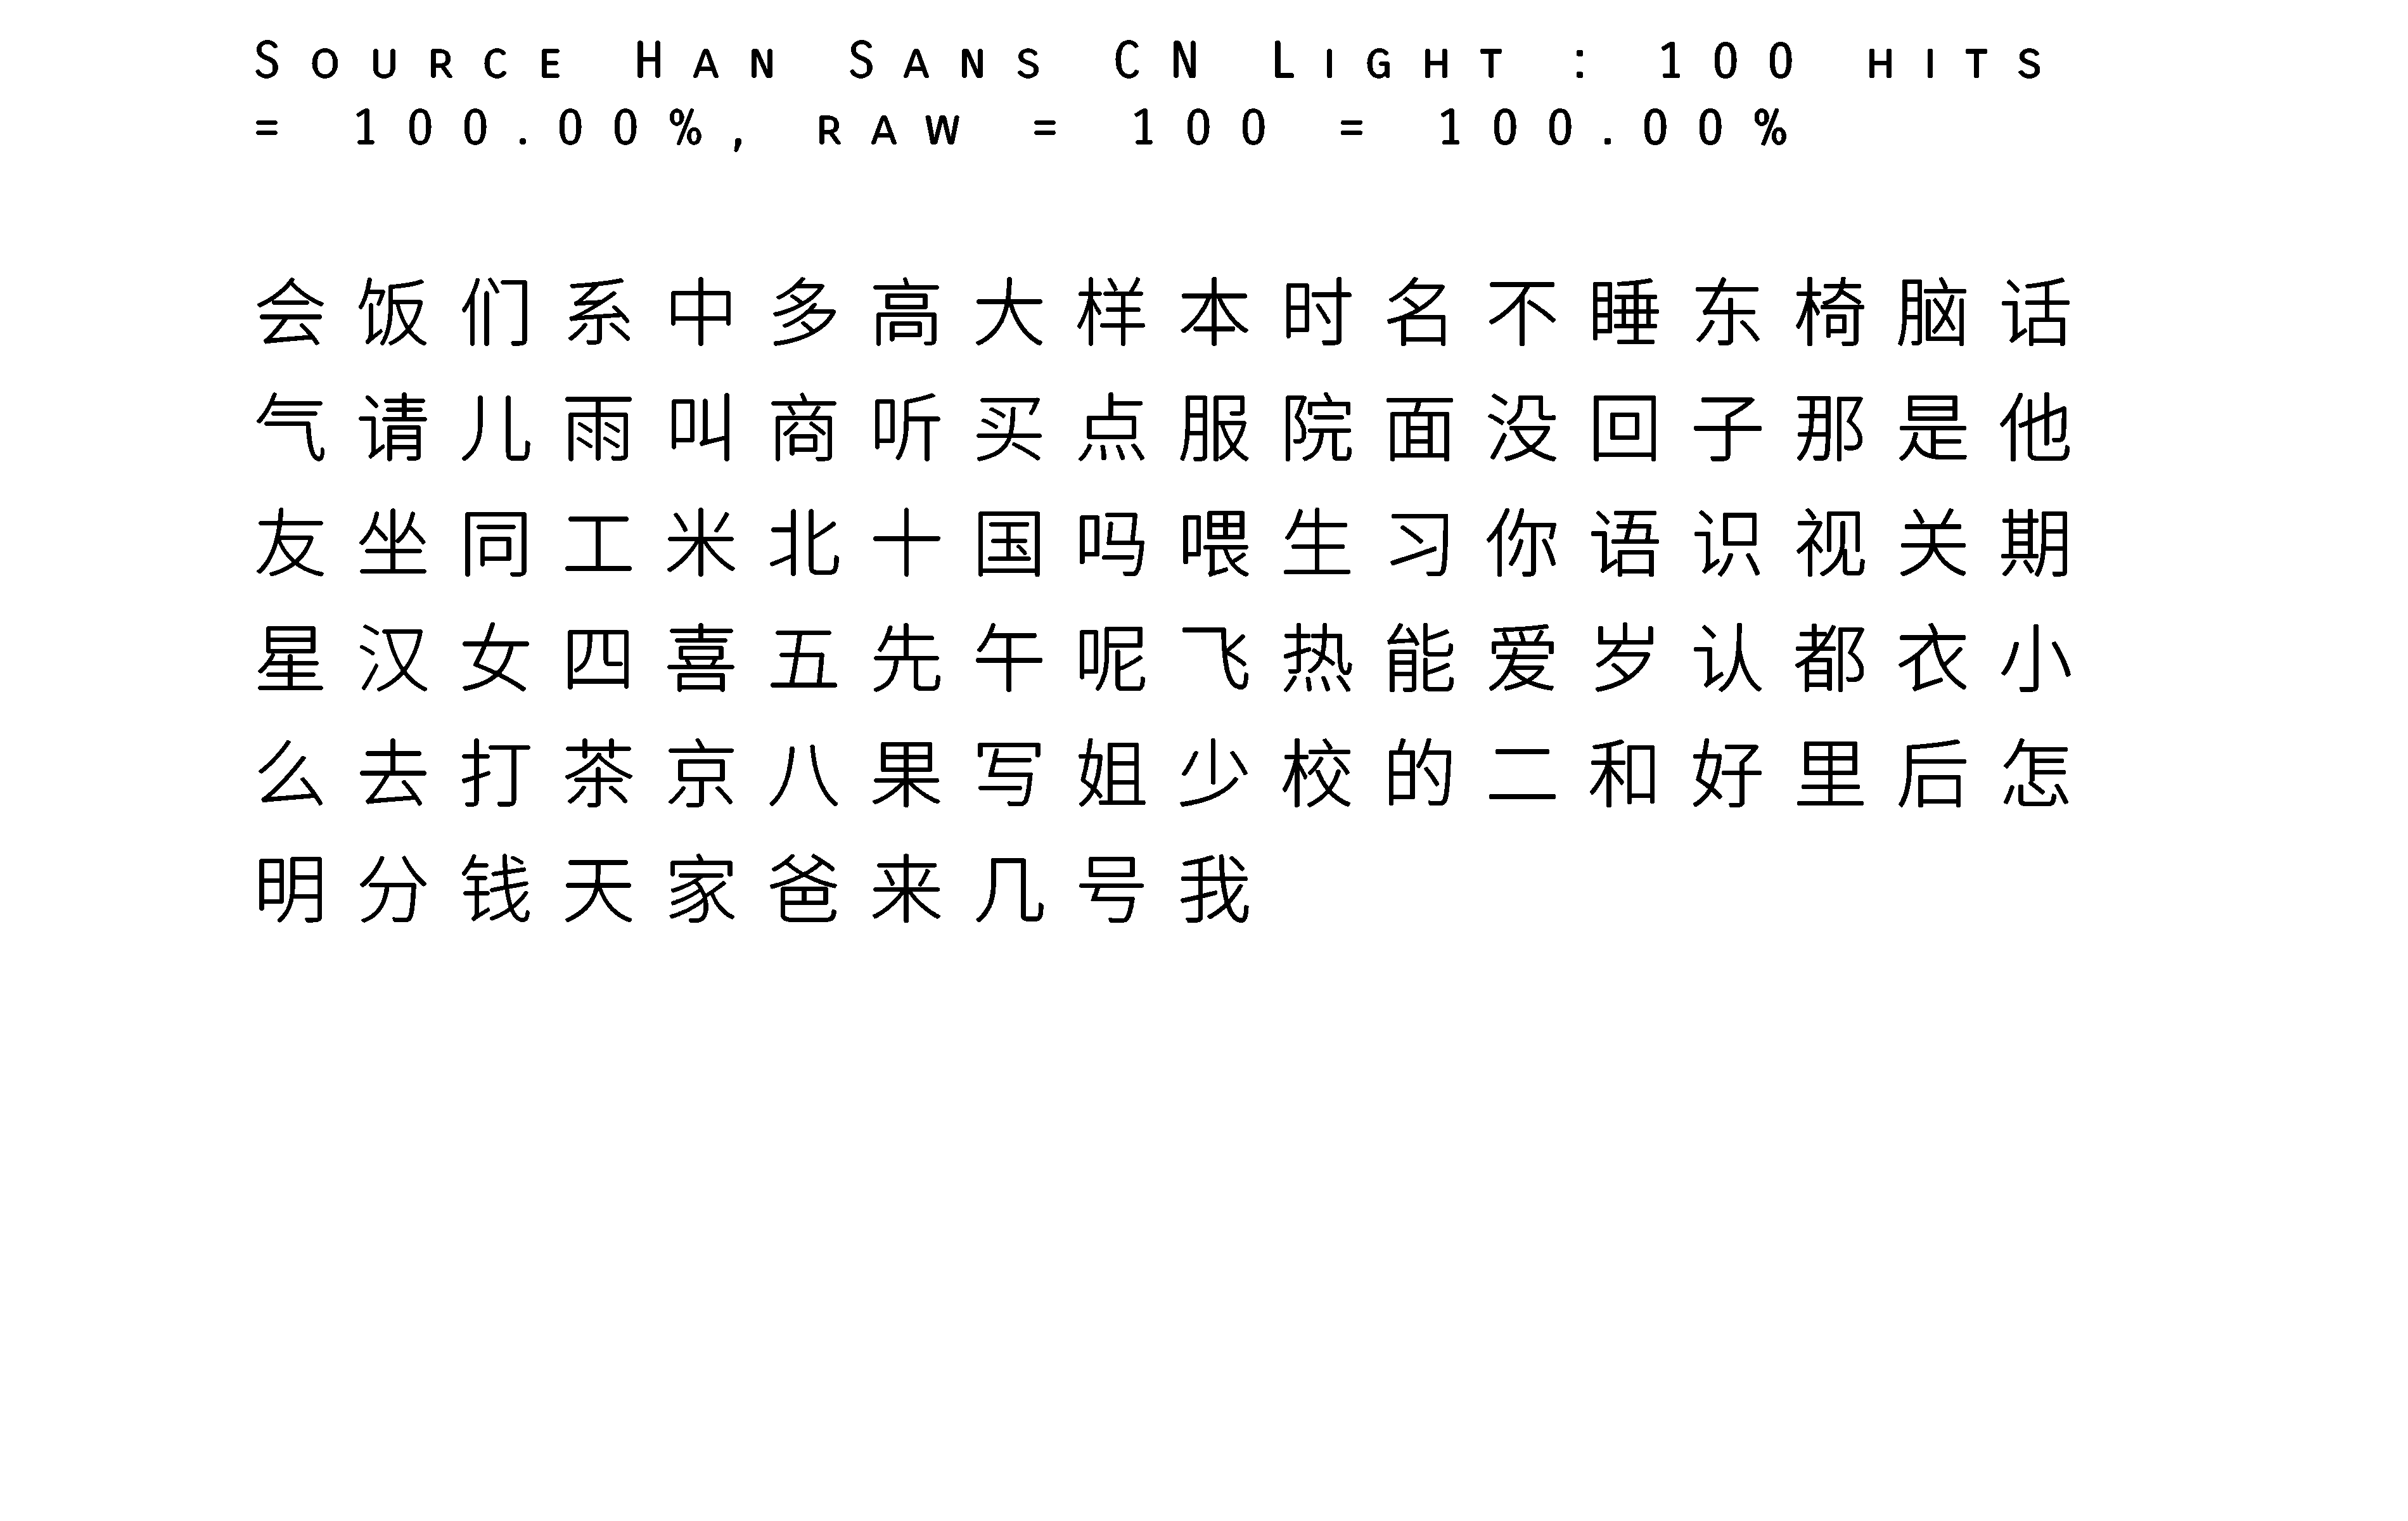 Source Han Sans CN Light : 100 hits
= 100.00%, raw = 100 = 100.00%
会饭们系中多高大样本时名不睡东椅脑话
气请儿雨叫商听买点服院面没回子那是他
友坐同工米北十国吗喂生习你语识视关期
星汉女四喜五先午呢飞热能爱岁认都衣小
么去打茶京八果写姐少校的二和好里后怎
明分钱天家爸来几号我